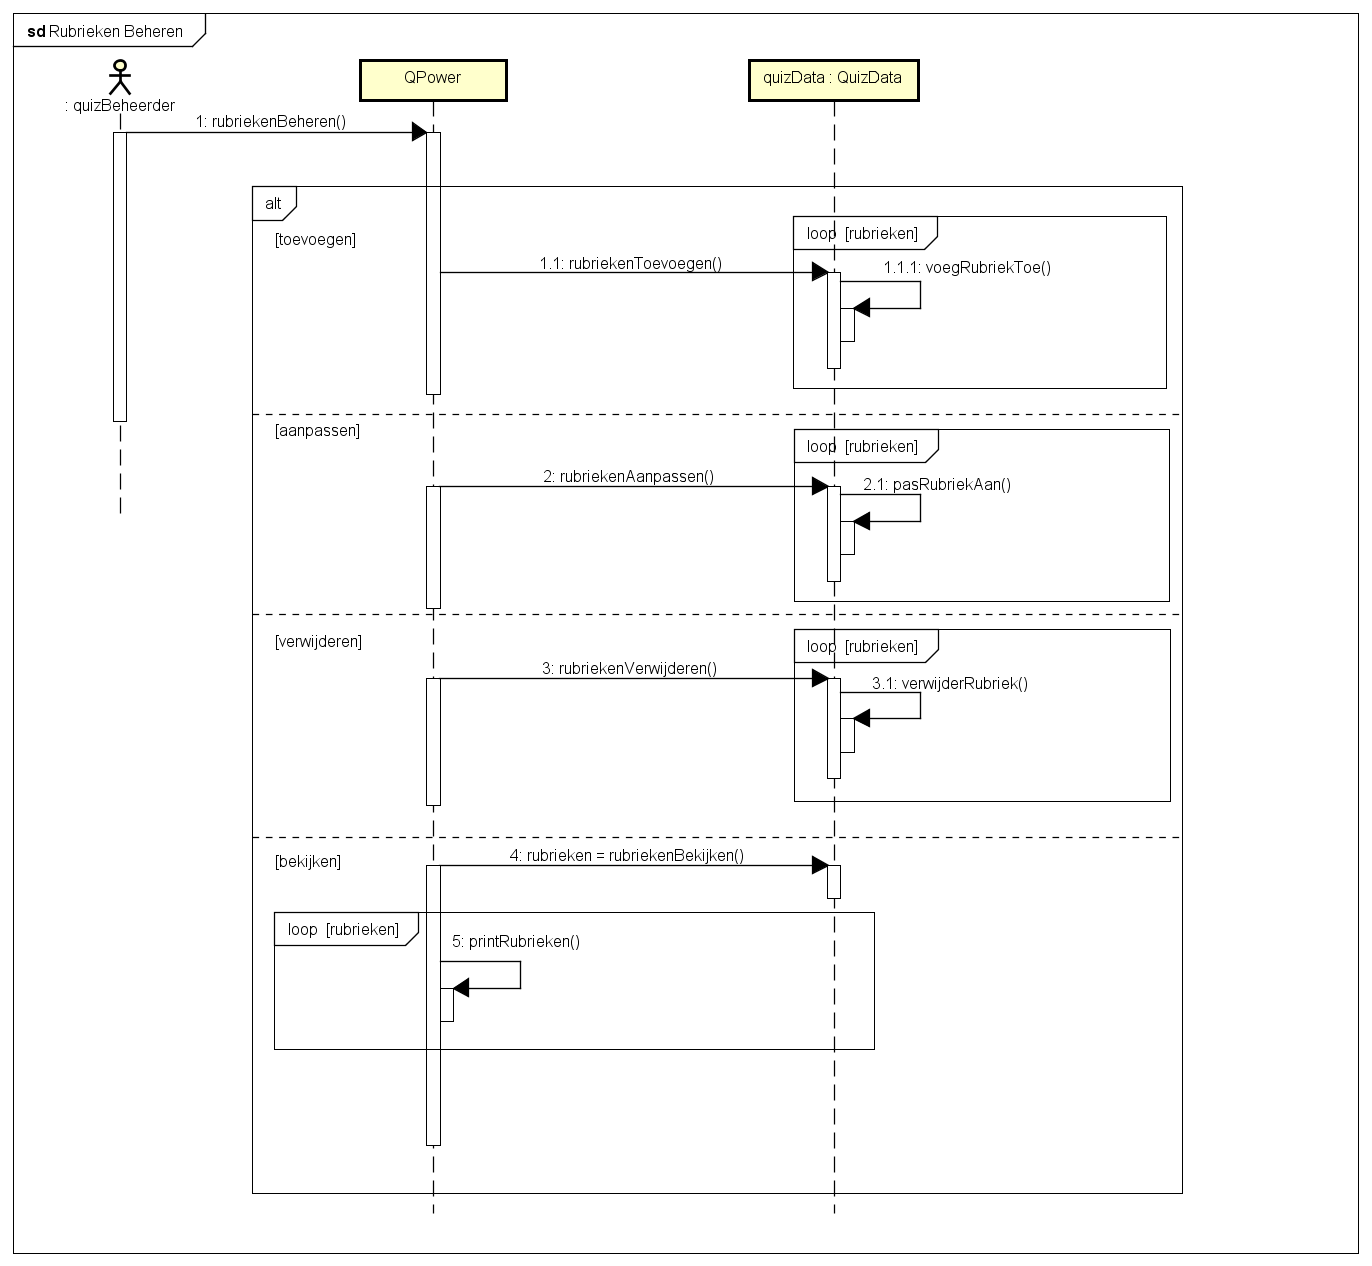 sd Rubrieken Beheren
: quizBeheerder
QPower
quizData : QuizData
1: rubriekenBeheren()
alt
[toevoegen]
loop [rubrieken]
1.1: rubriekenToevoegen()
1.1.1: voegRubriekToe()
[aanpassen]
loop [rubrieken]
2: rubriekenAanpassen()
2.1: pasRubriekAan()
[verwijderen]
loop [rubrieken]
3: rubriekenVerwijderen()
3.1: verwijderRubriek()
[bekijken]
4: rubrieken = rubriekenBekijken()
loop [rubrieken]
5: printRubrieken()